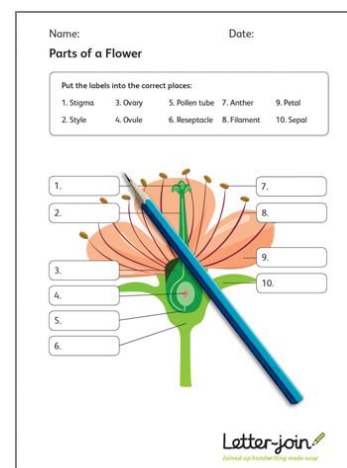 Name: Date:
Parts of a Flower
Put the labels into the correct places:
1. Stigma 3. Ovary 5. Pollen tube 7. Anther 9. Petal
2. Style 4. Ovule 6. Reseptacle 8. Filament 10. Sepal
1. 7.
2. 8.
3. 9.
4. 10.
5.
6.
Letter-join
Joined-up handwriting made easy